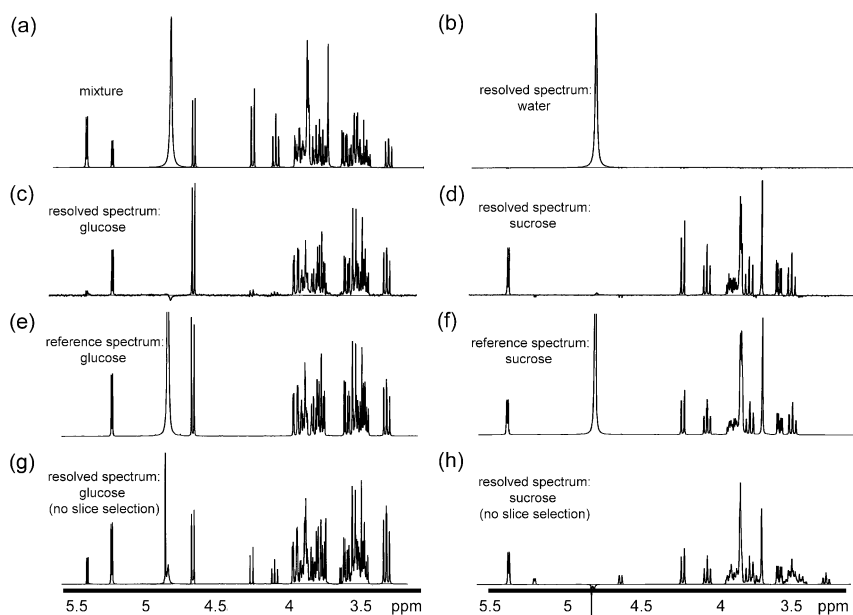 (a)
mixture
(b)
resolved spectrum:
water
(c)
resolved spectrum:
glucose
(d)
resolved spectrum:
sucrose
(e)
reference spectrum:
glucose
(f)
reference spectrum:
sucrose
(g)
resolved spectrum:
glucose
(no slice selection)
(h)
resolved spectrum:
sucrose
(no slice selection)
5.5 5 4.5 4 3.5 ppm
5.5 5 4.5 4 3.5 ppm